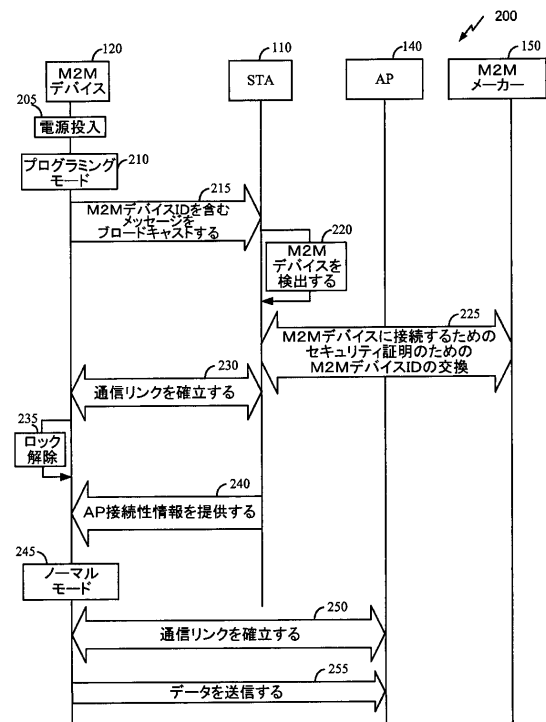 200
120
110
140
150
M2M
デバイス
STA
AP
M2M
メーカー
205
電源投入
プログラミング
モード
210
215
M2MデバイスIDを含む
メッセージを
ブロードキャストする
220
M2M
デバイスを
検出する
225
M2Mデバイスに接続するための
セキュリティ証明のための
M2MデバイスIDの交換
230
通信リンクを確立する
235
ロック
解除
240
AP接続性情報を提供する
245
ノーマル
モード
250
通信リンクを確立する
255
データを送信する